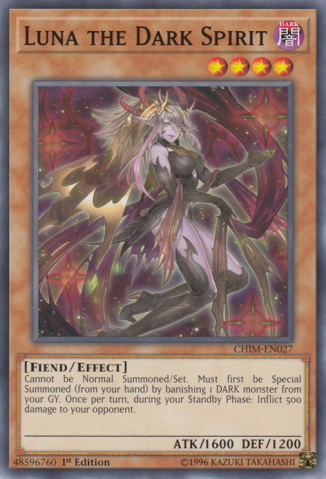 LUNA THE DARK SPIRIT
DARK
闇
CHIM-EN027
[FIEND/EFFECT]
Cannot be Normal Summoned/Set. Must first be Special
Summoned (from your hand) by banishing 1 DARK monster from
your GY. Once per turn, during your Standby Phase: Inflict 500
damage to your opponent.
ATK/1600 DEF/1200
48596760 1st Edition ©1996 KAZUKI TAKAHASHI